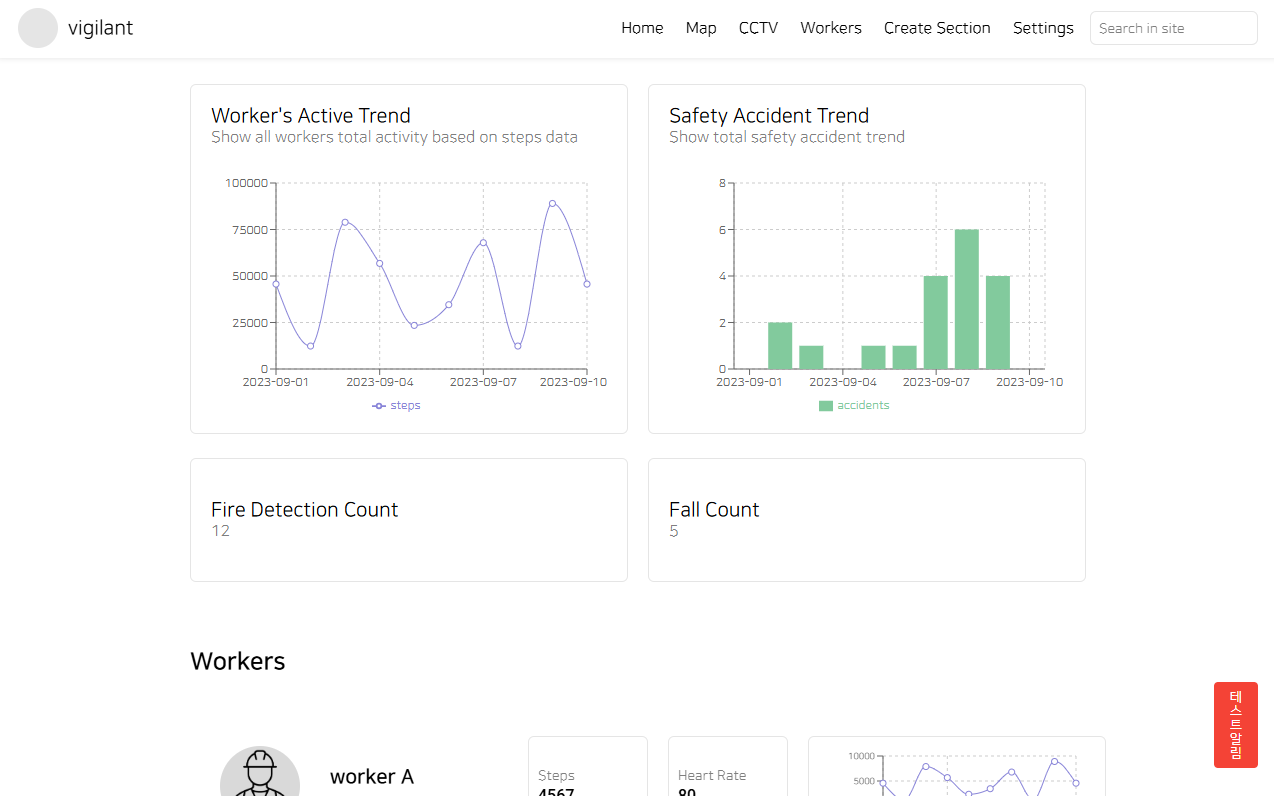 vigilant
Home Map CCTV Workers Create Section Settings Search in site
Worker's Active Trend
Show all workers total activity based on steps data
100000
75000
50000
25000
0
2023-09-01 2023-09-04 2023-09-07 2023-09-10
steps
Safety Accident Trend
Show total safety accident trend
8
6
4
2
0
2023-09-01 2023-09-04 2023-09-07 2023-09-10
accidents
Fire Detection Count
12
Fall Count
5
Workers
worker A
Steps
4567
Heart Rate
80
10000
5000
테
스
트
알
림